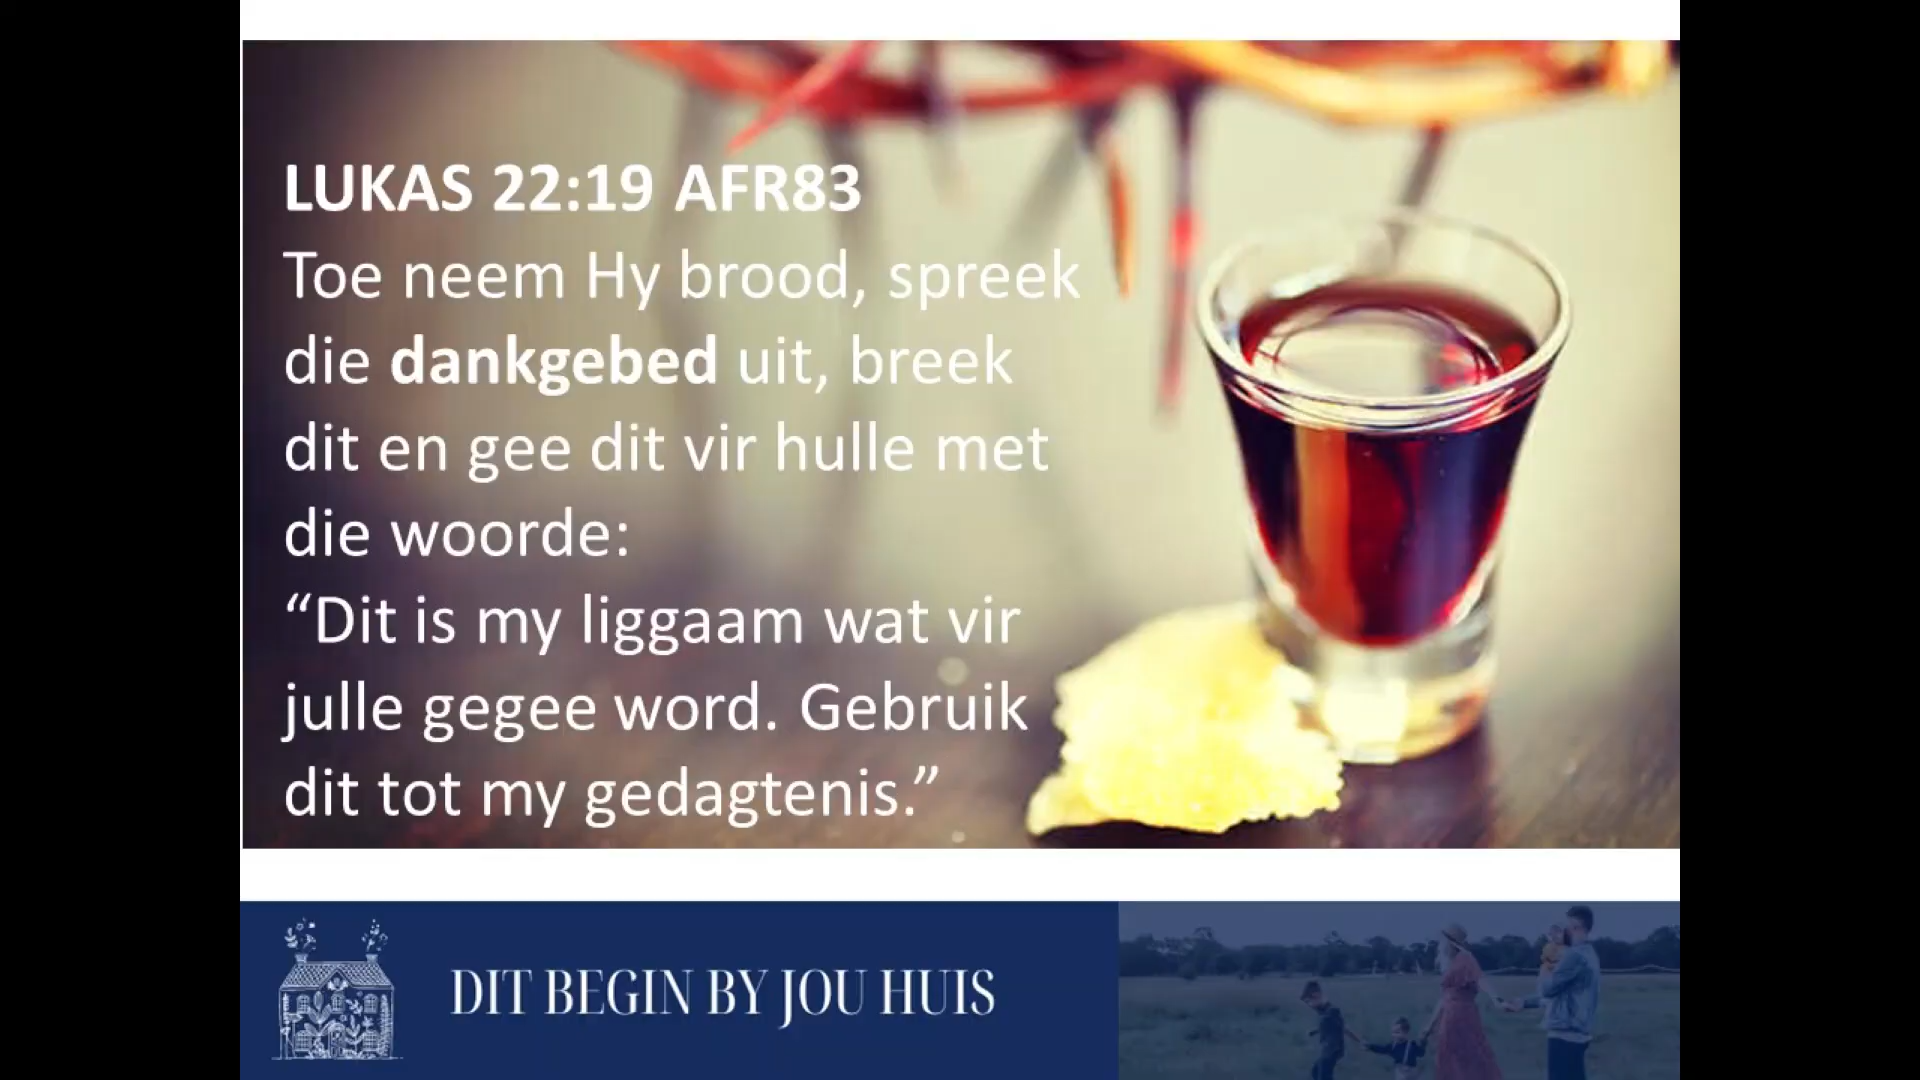 LUKAS 22:19 AFR83
Toe neem Hy brood, spreek
die dankgebed uit, breek
dit en gee dit vir hulle met
die woorde:
“Dit is my liggaam wat vir
julle gegee word. Gebruik
dit tot my gedagtenis.”
DIT BEGIN BY JOU HUIS